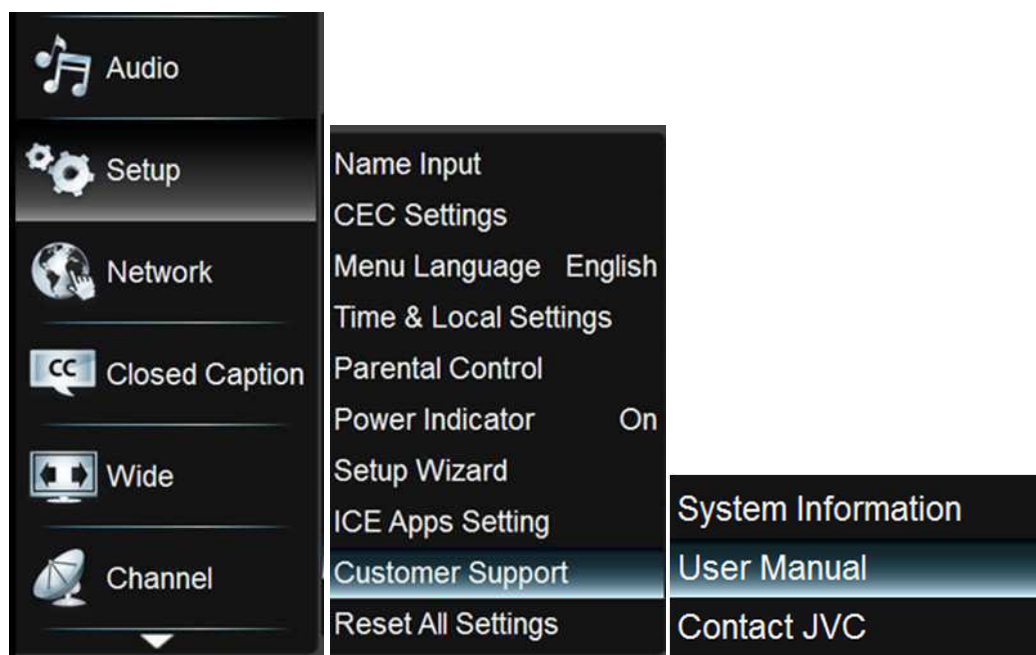 Audio
Setup
Network
CC Closed Caption
Wide
Channel
Name Input
CEC Settings
Menu Language English
Time & Local Settings
Parental Control
Power Indicator On
Setup Wizard
ICE Apps Setting
Customer Support
Reset All Settings
System Information
User Manual
Contact JVC